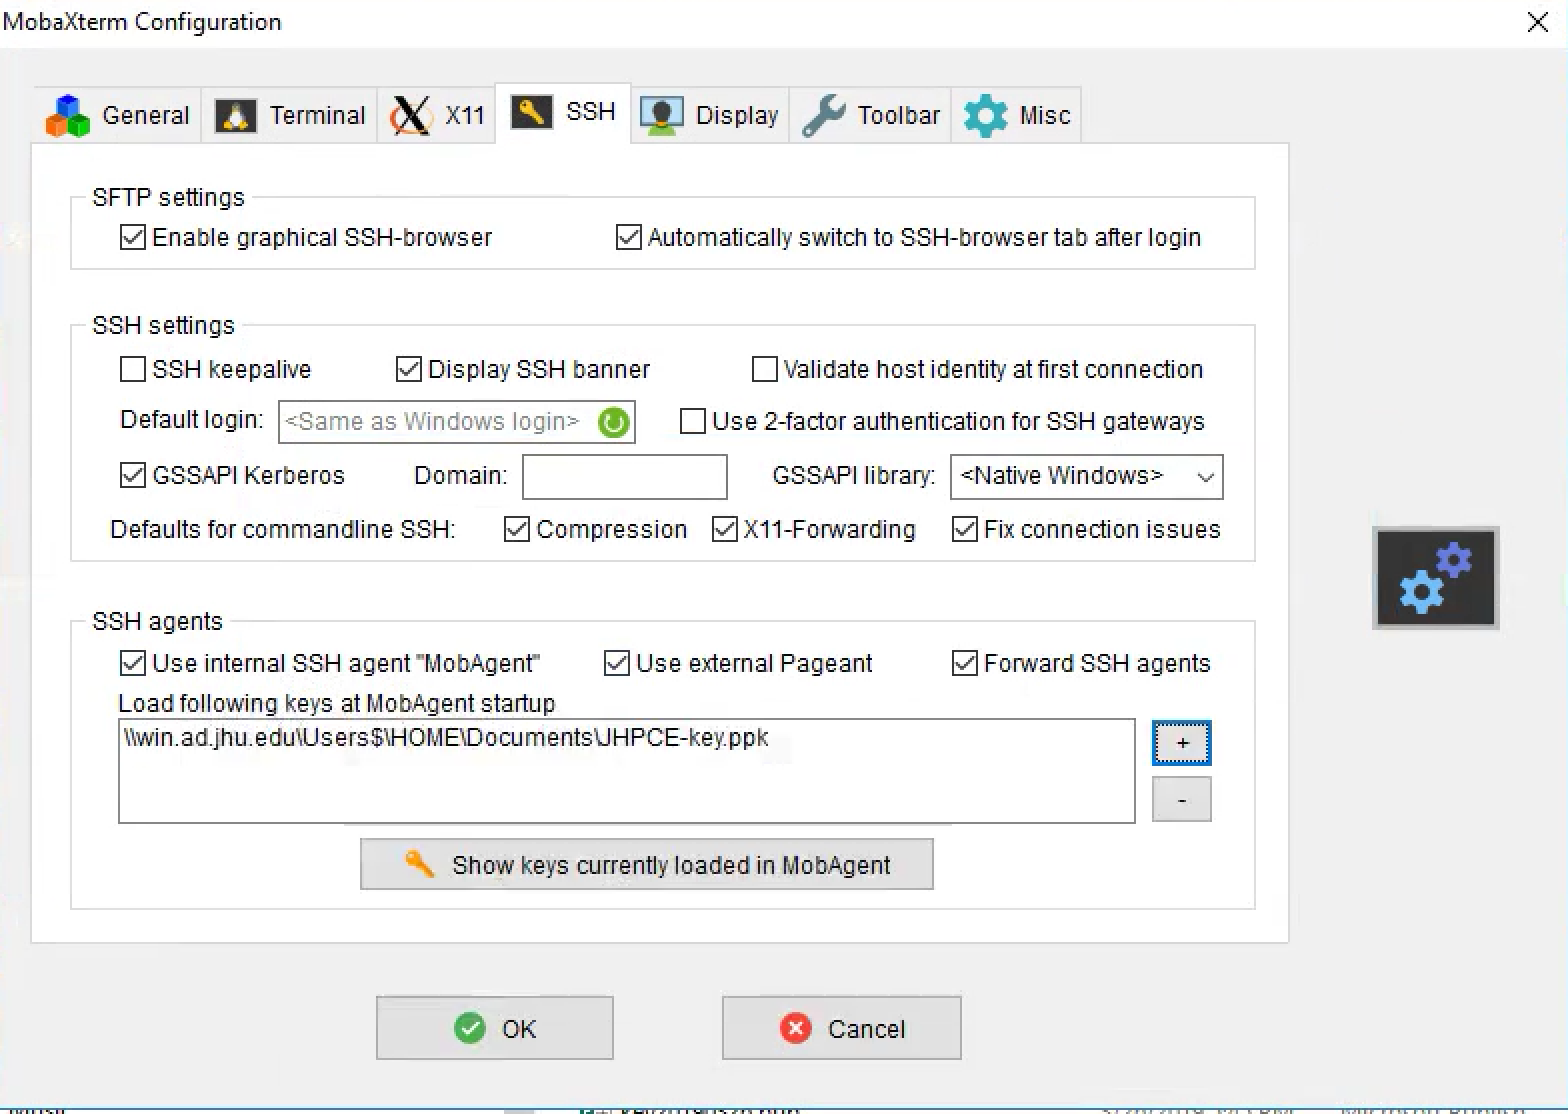 MobaXterm Configuration
General Terminal X11 SSH Display Toolbar Misc
SFTP settings
Enable graphical SSH-browser Automatically switch to SSH-browser tab after login
SSH settings
SSH keepalive Display SSH banner Validate host identity at first connection
Default login: <Same as Windows login> Use 2-factor authentication for SSH gateways
GSSAPI Kerberos Domain: GSSAPI library: <Native Windows>
Defaults for commandline SSH: Compression X11-Forwarding Fix connection issues
SSH agents
Use internal SSH agent "MobAgent" Use external Pageant Forward SSH agents
Load following keys at MobAgent startup
\\win.ad.jhu.edu\Users$\HOME\Documents\JHPCE-key.ppk
+
-
Show keys currently loaded in MobAgent
OK Cancel